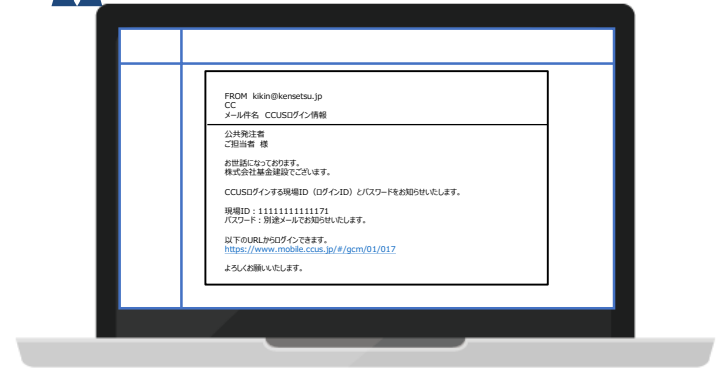 FROM kikin@kensetsu.jp
CC
メール件名 CCUSログイン情報
公共発注者
ご担当者 様
お世話になっております。
株式会社基金建設でございます。
CCUSログインする現場ID（ログインID）とパスワードをお知らせいたします。
現場ID：11111111111171
パスワード：別途メールでお知らせいたします。
以下のURLからログインできます。
https://www.mobile.ccus.jp/#/gcm/01/017
よろしくお願いいたします。